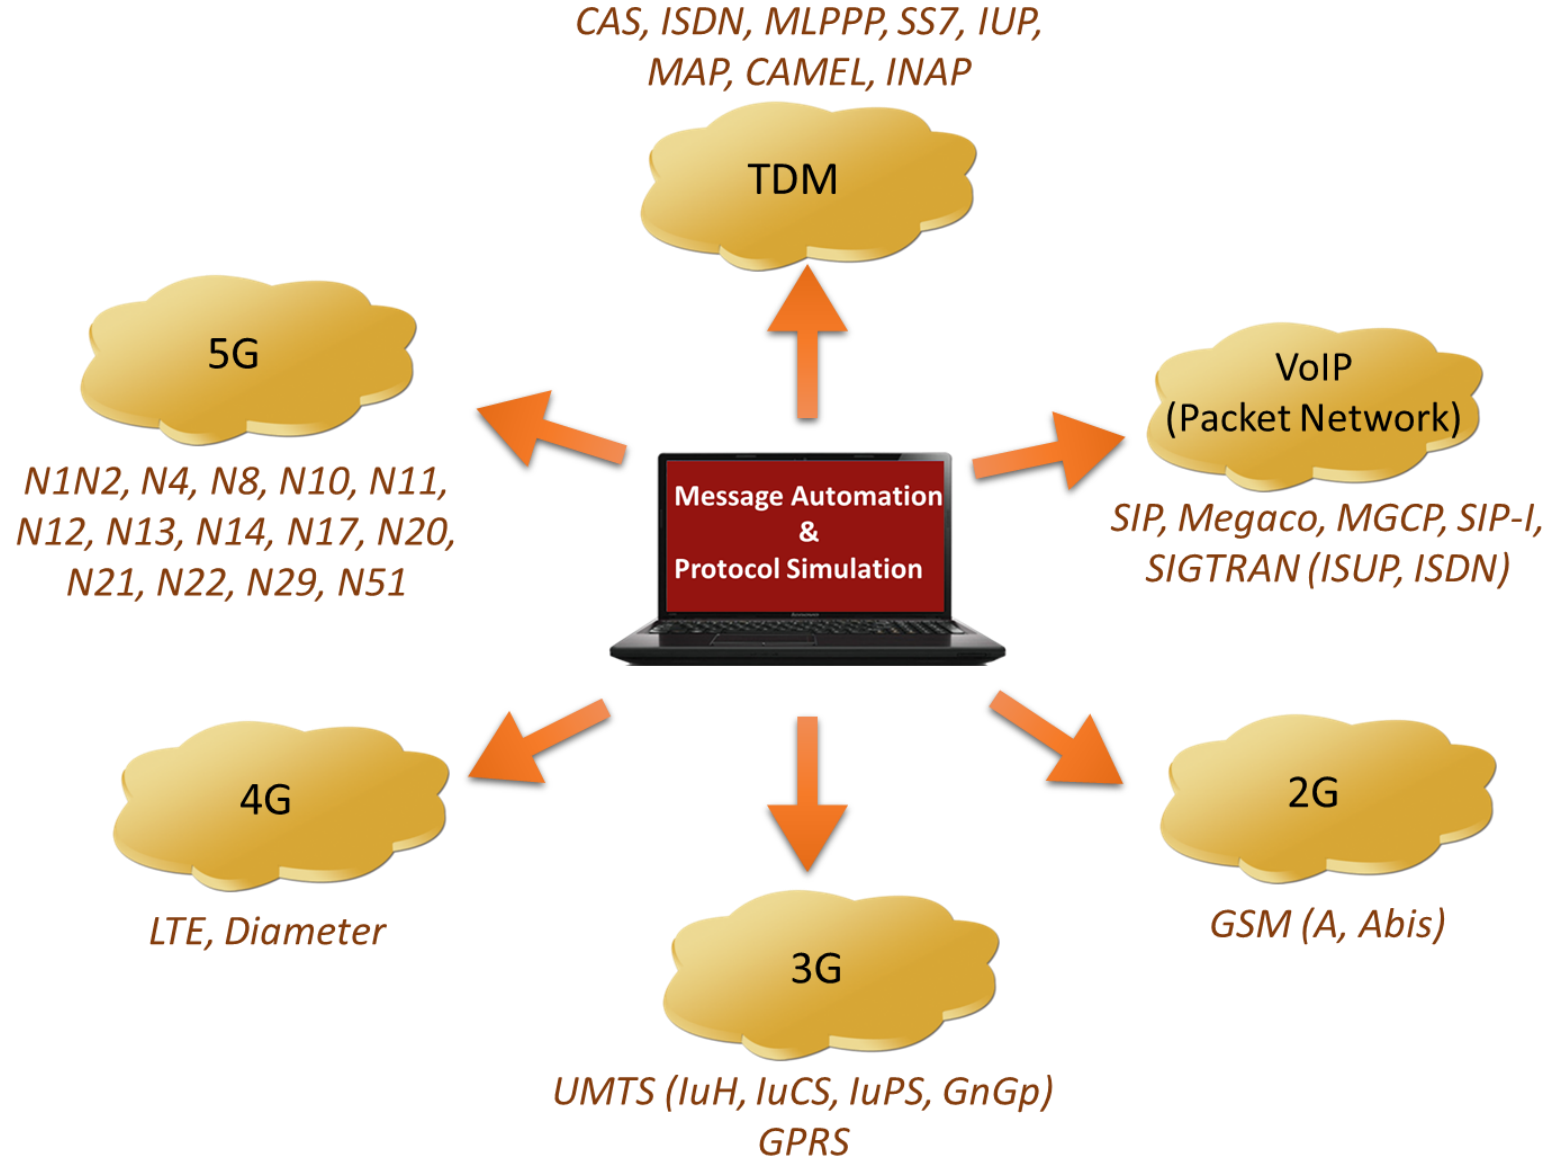 CAS, ISDN, MLPPP, SS7, IUP,
MAP, CAMEL, INAP
TDM
5G
N1N2, N4, N8, N10, N11,
N12, N13, N14, N17, N20,
N21, N22, N29, N51
VoIP
(Packet Network)
SIP, Megaco, MGCP, SIP-I,
SIGTRAN (ISUP, ISDN)
Message Automation
&
Protocol Simulation
4G
LTE, Diameter
2G
GSM (A, Abis)
3G
UMTS (IuH, IuCS, IuPS, GnGp)
GPRS